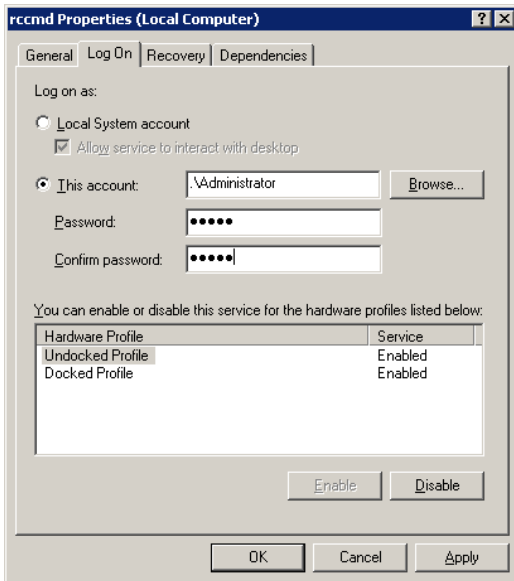 rccmd Properties (Local Computer)
General Log On Recovery Dependencies
Log on as:
Local System account
Allow service to interact with desktop
This account: .\Administrator Browse...
Password: •••••
Confirm password: •••••
You can enable or disable this service for the hardware profiles listed below:
Hardware Profile Service
Undocked Profile Enabled
Docked Profile Enabled
Enable Disable
OK Cancel Apply